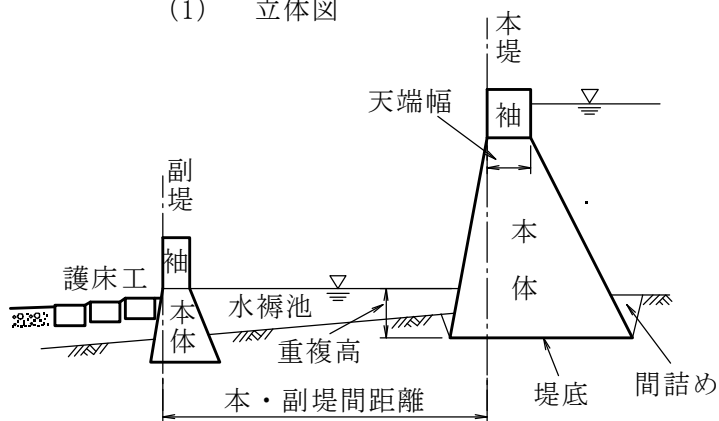 (1) 立体図
本堤
天端幅
袖
副堤
本体
袖
護床工
水褥池
本体
重複高
間詰め
堤底
本・副堤間距離